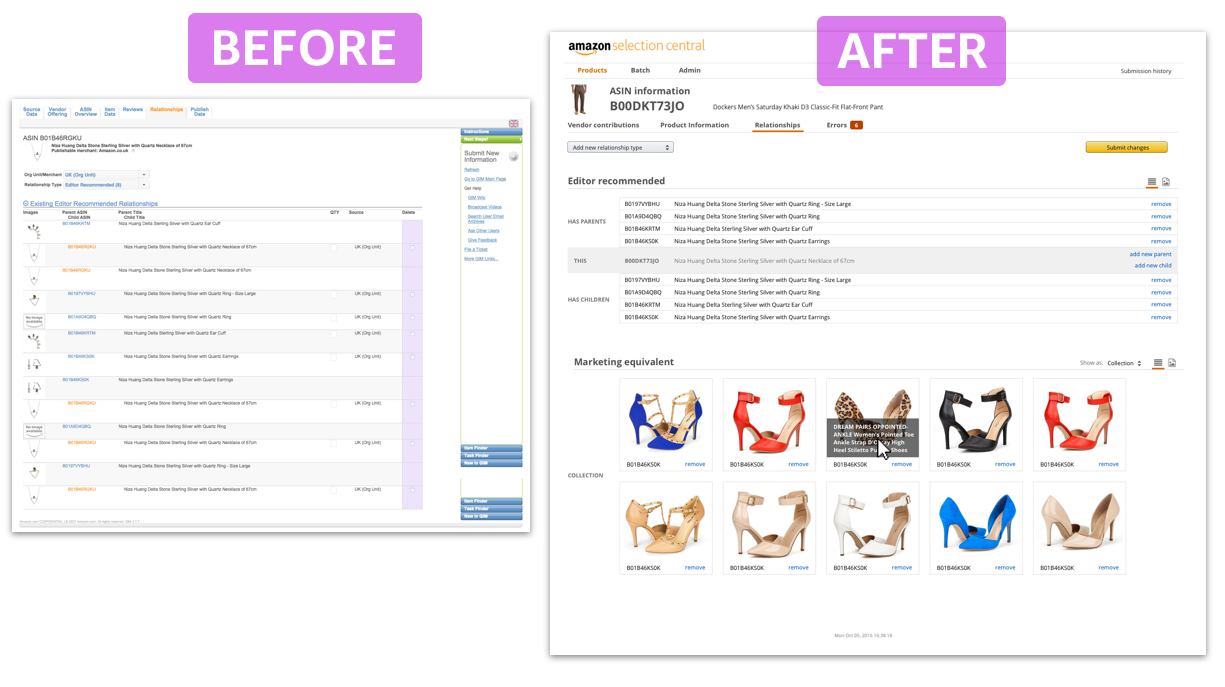 BEFORE
Source Data
Vendor Offering
ASIN Overview
Item Data
Reviews
Relationships
Publish Data
ASIN B01B46RGKU
Niza Huang Delta Stone Sterling Silver with Quartz Necklace of 67cm
Publishable merchant: Amazon.co.uk
Org Unit/Merchant UK (Org Unit)
Relationship Type Editor Recommended (8)
Existing Editor Recommended Relationships
Images Parent ASIN Parent Title QTY Source Delete
Child ASIN Child Title
B01B46KRTM Niza Huang Delta Stone Sterling Silver with Quartz Ear Cuff
B01B46RGKU Niza Huang Delta Stone Sterling Silver with Quartz Necklace of 67cm UK (Org Unit)
B01B46RGKU Niza Huang Delta Stone Sterling Silver with Quartz Necklace of 67cm
B0197VYBHU Niza Huang Delta Stone Sterling Silver with Quartz Ring - Size Large UK (Org Unit)
No image available
B01A9D4QBQ Niza Huang Delta Stone Sterling Silver with Quartz Ring UK (Org Unit)
B01B46KRTM Niza Huang Delta Stone Sterling Silver with Quartz Ear Cuff UK (Org Unit)
B01B46KS0K Niza Huang Delta Stone Sterling Silver with Quartz Earrings UK (Org Unit)
B01B46KS0K Niza Huang Delta Stone Sterling Silver with Quartz Earrings
B01B46RGKU Niza Huang Delta Stone Sterling Silver with Quartz Necklace of 67cm UK (Org Unit)
No image available
B01A9D4QBQ Niza Huang Delta Stone Sterling Silver with Quartz Ring
B01B46RGKU Niza Huang Delta Stone Sterling Silver with Quartz Necklace of 67cm UK (Org Unit)
B0197VYBHU Niza Huang Delta Stone Sterling Silver with Quartz Ring - Size Large
B01B46RGKU Niza Huang Delta Stone Sterling Silver with Quartz Necklace of 67cm UK (Org Unit)
Instructions
Next Steps!
Submit New Information
Refresh
Go to GIM Main Page
Get Help
GIM Wiki
Broadcast Videos
Search User Email Archives
Ask Other Users
Give Feedback
File a Ticket
More GIM Links...
Item Finder
Task Finder
New in GIM
Item Finder
Task Finder
New in GIM
AFTER
amazon selection central
Products Batch Admin
Submission history
ASIN information
B00DKT73JO Dockers Men's Saturday Khaki D3 Classic-Fit Flat-Front Pant
Vendor contributions Product Information Relationships Errors 6
Add new relationship type
Submit changes
Editor recommended
HAS PARENTS
B0197VYBHU Niza Huang Delta Stone Sterling Silver with Quartz Ring - Size Large remove
B01A9D4QBQ Niza Huang Delta Stone Sterling Silver with Quartz Ring remove
B01B46KRTM Niza Huang Delta Sterling Silver with Quartz Ear Cuff remove
B01B46KS0K Niza Huang Delta Stone Sterling Silver with Quartz Earrings remove
THIS B00DKT73JO Niza Huang Delta Stone Sterling Silver with Quartz Necklace of 67cm
add new parent
add new child
HAS CHILDREN
B0197VYBHU Niza Huang Delta Stone Sterling Silver with Quartz Ring - Size Large remove
B01A9D4QBQ Niza Huang Delta Stone Sterling Silver with Quartz Ring remove
B01B46KRTM Niza Huang Delta Sterling Silver with Quartz Ear Cuff remove
B01B46KS0K Niza Huang Delta Stone Sterling Silver with Quartz Earrings remove
Marketing equivalent
Show as: Collection
COLLECTION
DREAM PAIRS OPPOINTED-
ANKLE Women's Pointed Toe
Ankle Strap High
Heel Stiletto Shoes
B01B46KS0K remove
B01B46KS0K remove
B01B46KS0K remove
B01B46KS0K remove
B01B46KS0K remove
B01B46KS0K remove
B01B46KS0K remove
B01B46KS0K remove
B01B46KS0K remove
B01B46KS0K remove
Mon Oct 05, 2016 16:38:18